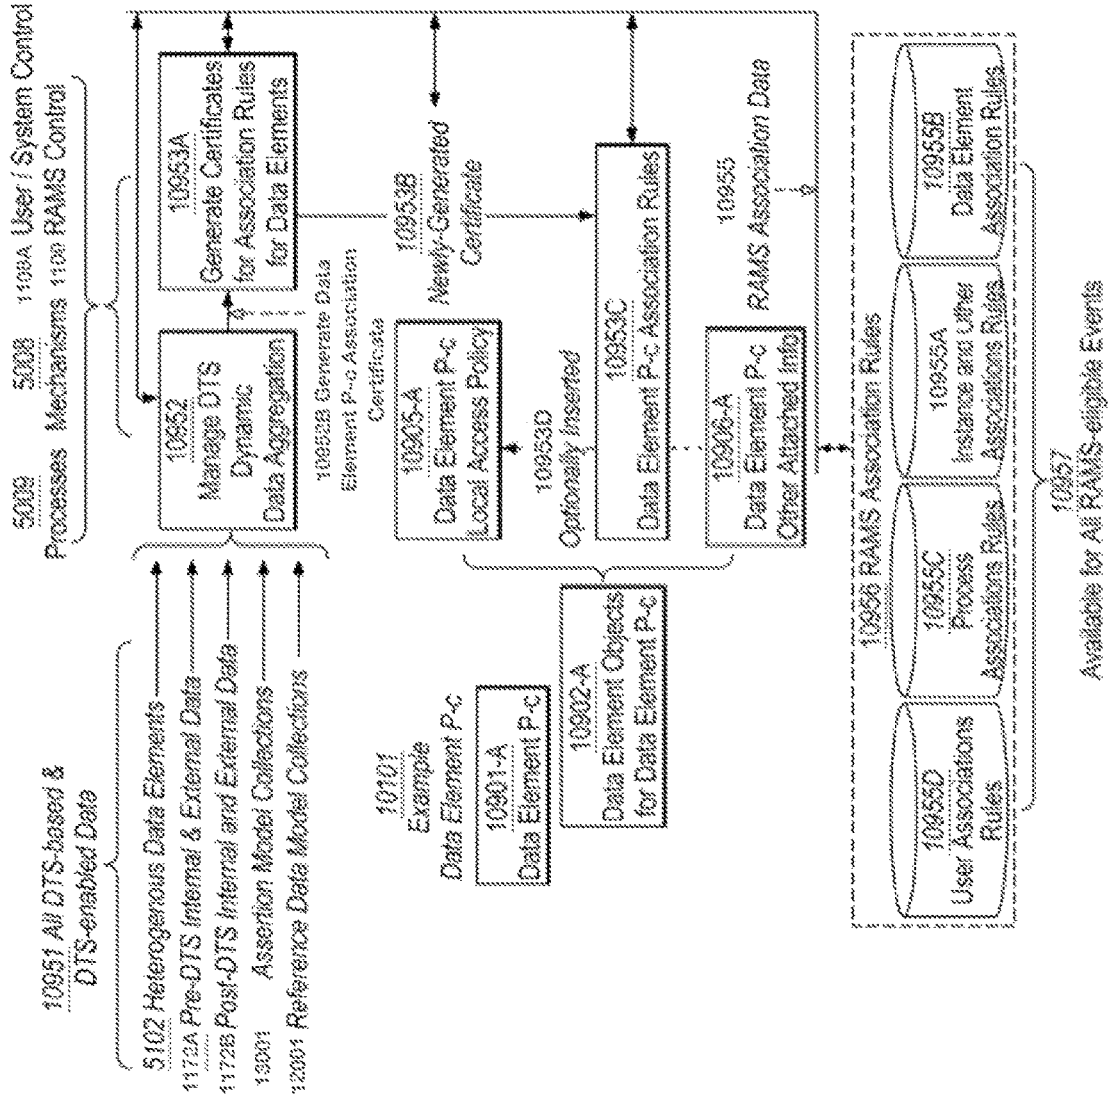 10951 All DTS-based &
DTS-enabled Data
5102 Heterogenous Data Elements
1172A Pre-DTS Internal & External Data
1172B Post-DTS Internal and External Data
13001 Assertion Model Collections
12001 Reference Data Model Collections
5009
Processes
5008
Mechanisms
1100A User / System Control
1100 RAMS Control
10952
Manage DTS
Dynamic
Data Aggregation
10953A
Generate Certificates
for Association Rules
for Data Elements
10952B Generate Data
Element P-c Association
Certificate
10101
Example
Data Element P-c
10901-A
Data Element P-c
10902-A
Data Element Objects
for Data Element P-c
10905-A
Data Element P-c
Local Access Policy
10953B
Newly-Generated
Certificate
10953D
Optionally Inserted
10953C
Data Element P-c Association Rules
10906-A
Data Element P-c
Other Attached Info
10955
RAMS Association Data
10956 RAMS Association Rules
10955D
User Associations
Rules
10955C
Process
Associations Rules
10955A
Instance and Other
Associations Rules
10955B
Data Element
Association Rules
10957
Available for All RAMS-eligible Events